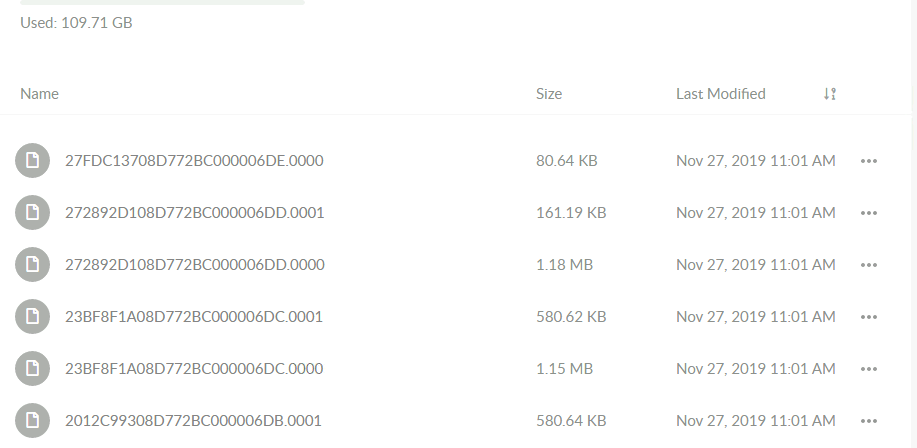 Used: 109.71 GB
Name Size Last Modified
27FDC13708D772BC000006DE.0000 80.64 KB Nov 27, 2019 11:01 AM
272892D108D772BC000006DD.0001 161.19 KB Nov 27, 2019 11:01 AM
272892D108D772BC000006DD.0000 1.18 MB Nov 27, 2019 11:01 AM
23BF8F1A08D772BC000006DC.0001 580.62 KB Nov 27, 2019 11:01 AM
23BF8F1A08D772BC000006DC.0000 1.15 MB Nov 27, 2019 11:01 AM
2012C99308D772BC000006DB.0001 580.64 KB Nov 27, 2019 11:01 AM